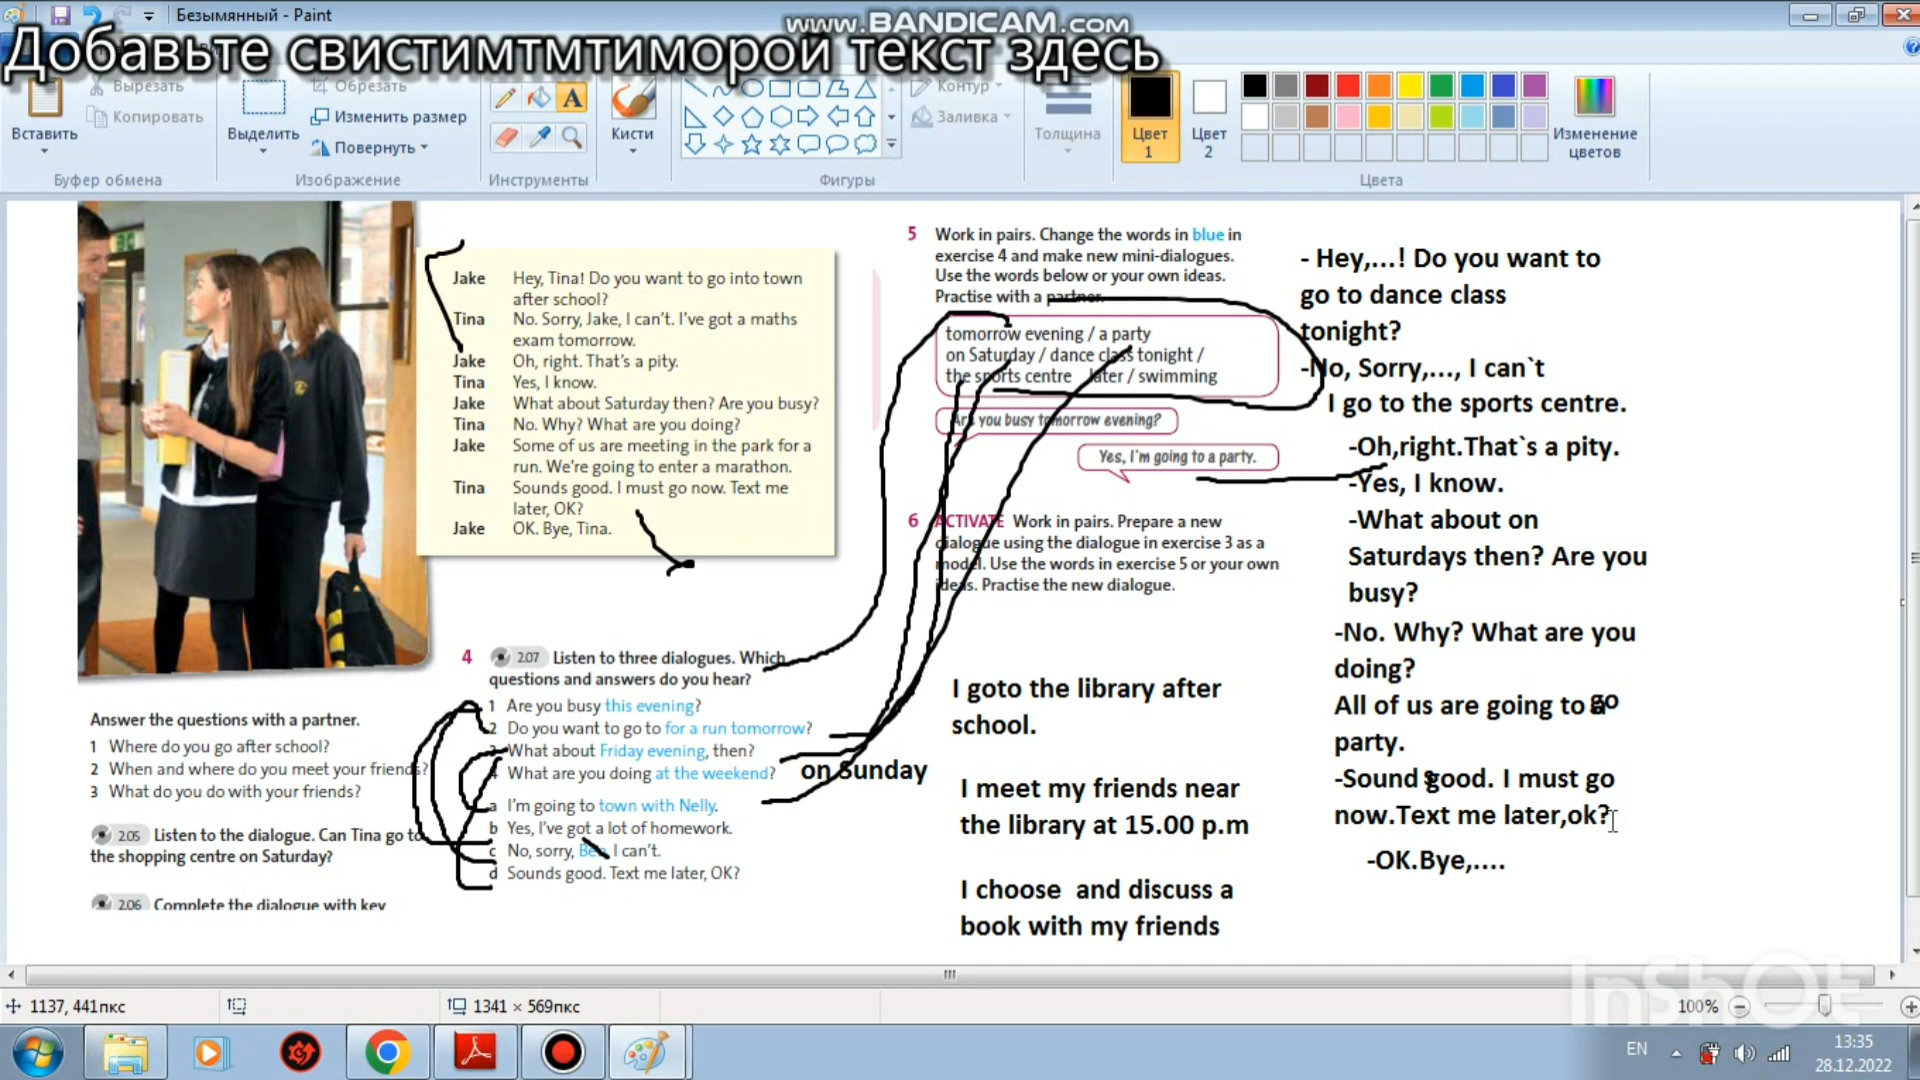 Безымянный - Paint
www.BANDICAM.com
Добавьте свистимтмтиморой текст здесь
Вставить
Вырезать
Копировать
Буфер обмена
Выделить
Обрезать
Изменить размер
Повернуть
Изображение
Инструменты
Кисти
Фигуры
Контур
Заливка
Толщина
Цвет 1
Цвет 2
Изменение цветов
Цвета
Jake Hey, Tina! Do you want to go into town
after school?
Tina No. Sorry, Jake, I can't. I've got a maths
exam tomorrow.
Jake Oh, right. That's a pity.
Tina Yes, I know.
Jake What about Saturday then? Are you busy?
Tina No. Why? What are you doing?
Jake Some of us are meeting in the park for a
run. We're going to enter a marathon.
Tina Sounds good. I must go now. Text me
later, OK?
Jake OK. Bye, Tina.
Answer the questions with a partner.
1 Where do you go after school?
2 When and where do you meet your friends?
3 What do you do with your friends?
2.05 Listen to the dialogue. Can Tina go to
the shopping centre on Saturday?
2.06 Complete the dialogue with key
4 2.07 Listen to three dialogues. Which
questions and answers do you hear?
1 Are you busy this evening?
2 Do you want to go to for a run tomorrow?
3 What about Friday evening, then?
4 What are you doing at the weekend?
on Sunday
a I'm going to town with Nelly.
b Yes, I've got a lot of homework.
c No, sorry, Ben, I can't.
d Sounds good. Text me later, OK?
5 Work in pairs. Change the words in blue in
exercise 4 and make new mini-dialogues.
Use the words below or your own ideas.
Practise with a partner.
tomorrow evening / a party
on Saturday / dance class tonight /
the sports centre later / swimming
Are you busy tomorrow evening?
Yes, I'm going to a party.
6 ACTIVATE Work in pairs. Prepare a new
dialogue using the dialogue in exercise 3 as a
model. Use the words in exercise 5 or your own
ideas. Practise the new dialogue.
I goto the library after
school.
I meet my friends near
the library at 15.00 p.m
I choose and discuss a
book with my friends
- Hey,...! Do you want to
go to dance class
tonight?
-No, Sorry,..., I can`t
I go to the sports centre.
-Oh,right.That`s a pity.
-Yes, I know.
-What about on
Saturdays then? Are you
busy?
-No. Why? What are you
doing?
All of us are going to go
party.
-Sounds good. I must go
now.Text me later,ok?
-OK.Bye,....
InShOt
1137, 441пкс
1341 × 569пкс
100%
EN
13:35
28.12.2022